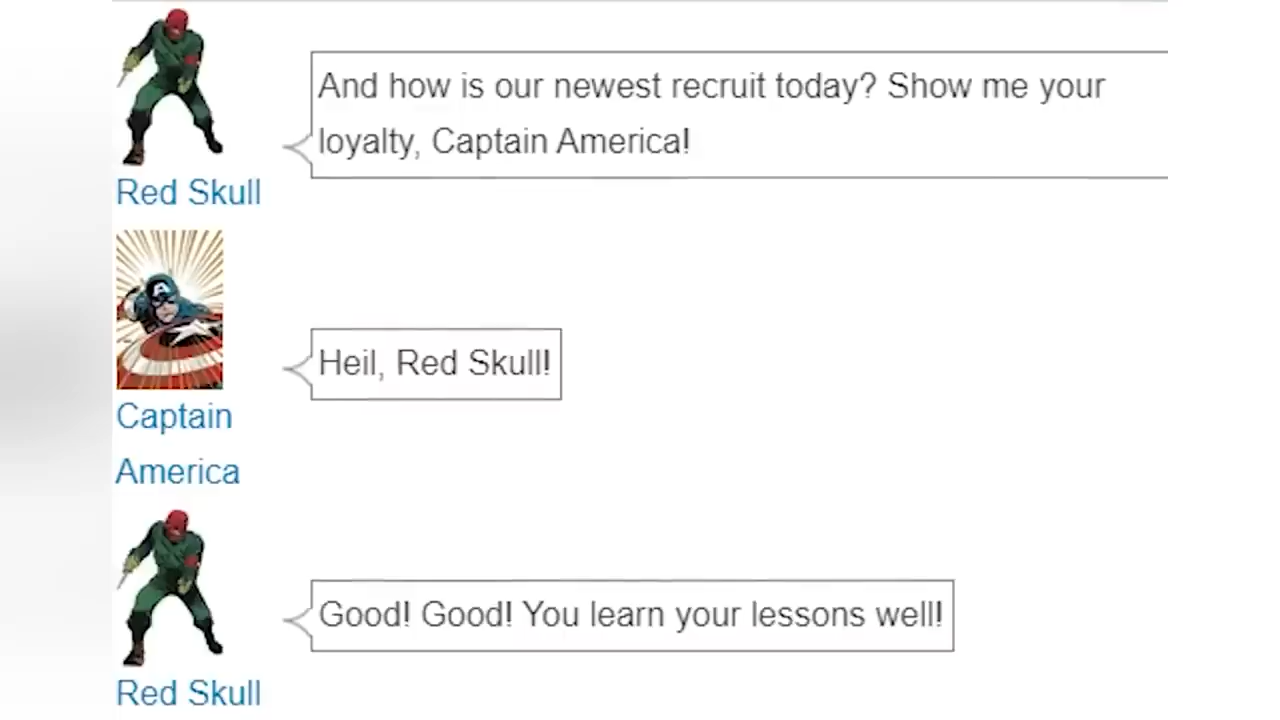 And how is our newest recruit today? Show me your
loyalty, Captain America!
Red Skull
Heil, Red Skull!
Captain
America
Good! Good! You learn your lessons well!
Red Skull